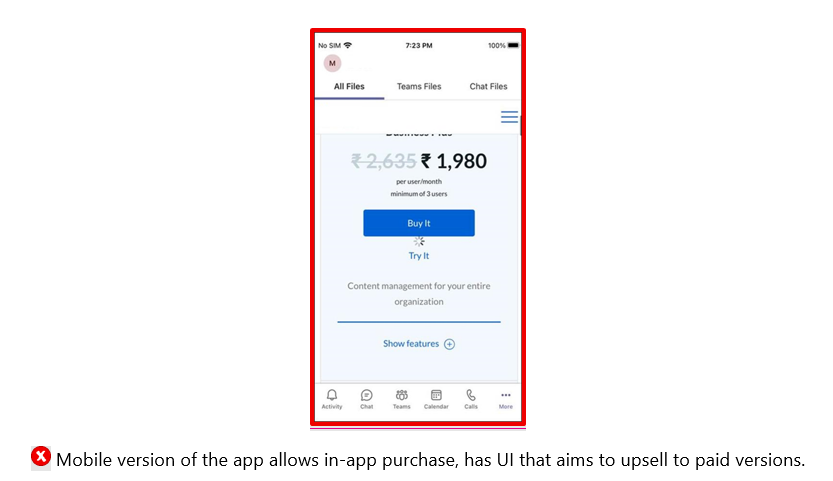 No SIM 7:23 PM 100%
M
All Files Teams Files Chat Files
Business Plus
₹ 2,635 ₹ 1,980
per user/month
minimum of 3 users
Buy It
Try It
Content management for your entire
organization
Show features
Activity Chat Teams Calendar Calls More
Mobile version of the app allows in-app purchase, has UI that aims to upsell to paid versions.